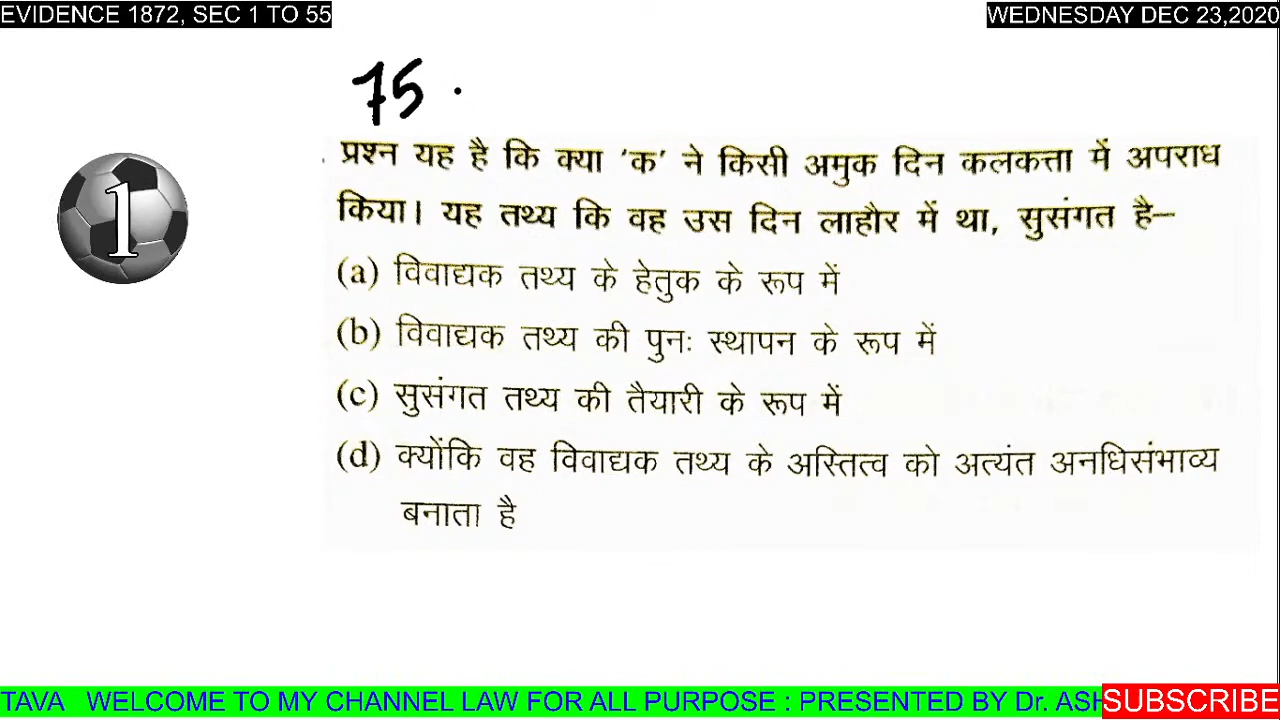 EVIDENCE 1872, SEC 1 TO 55
WEDNESDAY DEC 23,2020
75 .
1
प्रश्न यह है कि क्या 'क' ने किसी अमुक दिन कलकत्ता में अपराध
किया। यह तथ्य कि वह उस दिन लाहौर में था, सुसंगत है–
(a) विवाद्यक तथ्य के हेतुक के रूप में
(b) विवाद्यक तथ्य की पुनः स्थापन के रूप में
(c) सुसंगत तथ्य की तैयारी के रूप में
(d) क्योंकि वह विवाद्यक तथ्य के अस्तित्व को अत्यंत अनधिसंभाव्य
बनाता है
TAVA WELCOME TO MY CHANNEL LAW FOR ALL PURPOSE : PRESENTED BY Dr. ASH
SUBSCRIBE